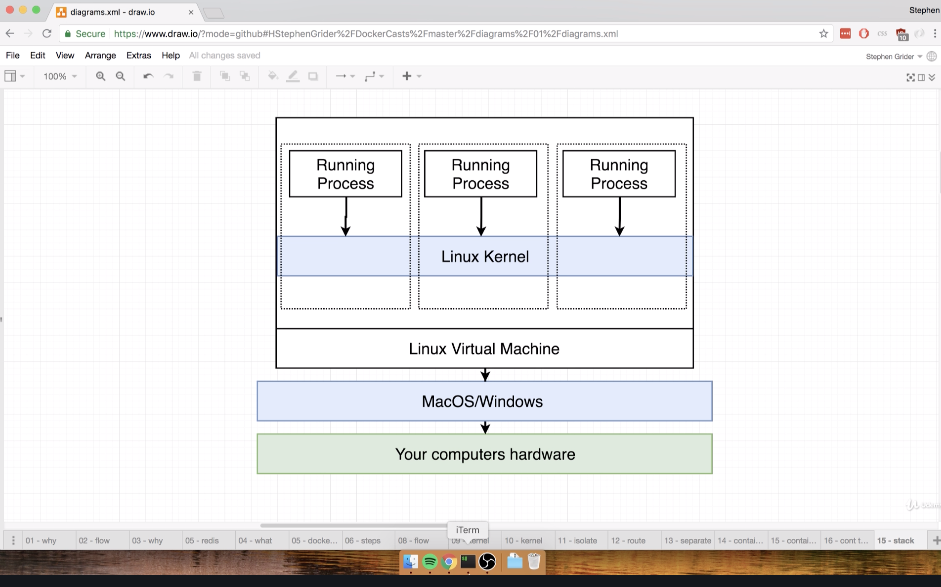 diagrams.xml - draw.io
Stephen
Secure https://www.draw.io/?mode=github#HStephenGrider%2FDockerCasts%2Fmaster%2Fdiagrams%2F01%2Fdiagrams.xml
File Edit View Arrange Extras Help All changes saved
Stephen Grider
100%
Running Process
Running Process
Running Process
Linux Kernel
Linux Virtual Machine
MacOS/Windows
Your computers hardware
iTerm
01 - why 02 - flow 03 - why 05 - redis 04 - what 05 - docke... 06 - steps 08 - flow 10 - kernel 11 - isolate 12 - route 13 - separate 14 - contai... 15 - contai... 16 - cont t... 15 - stack